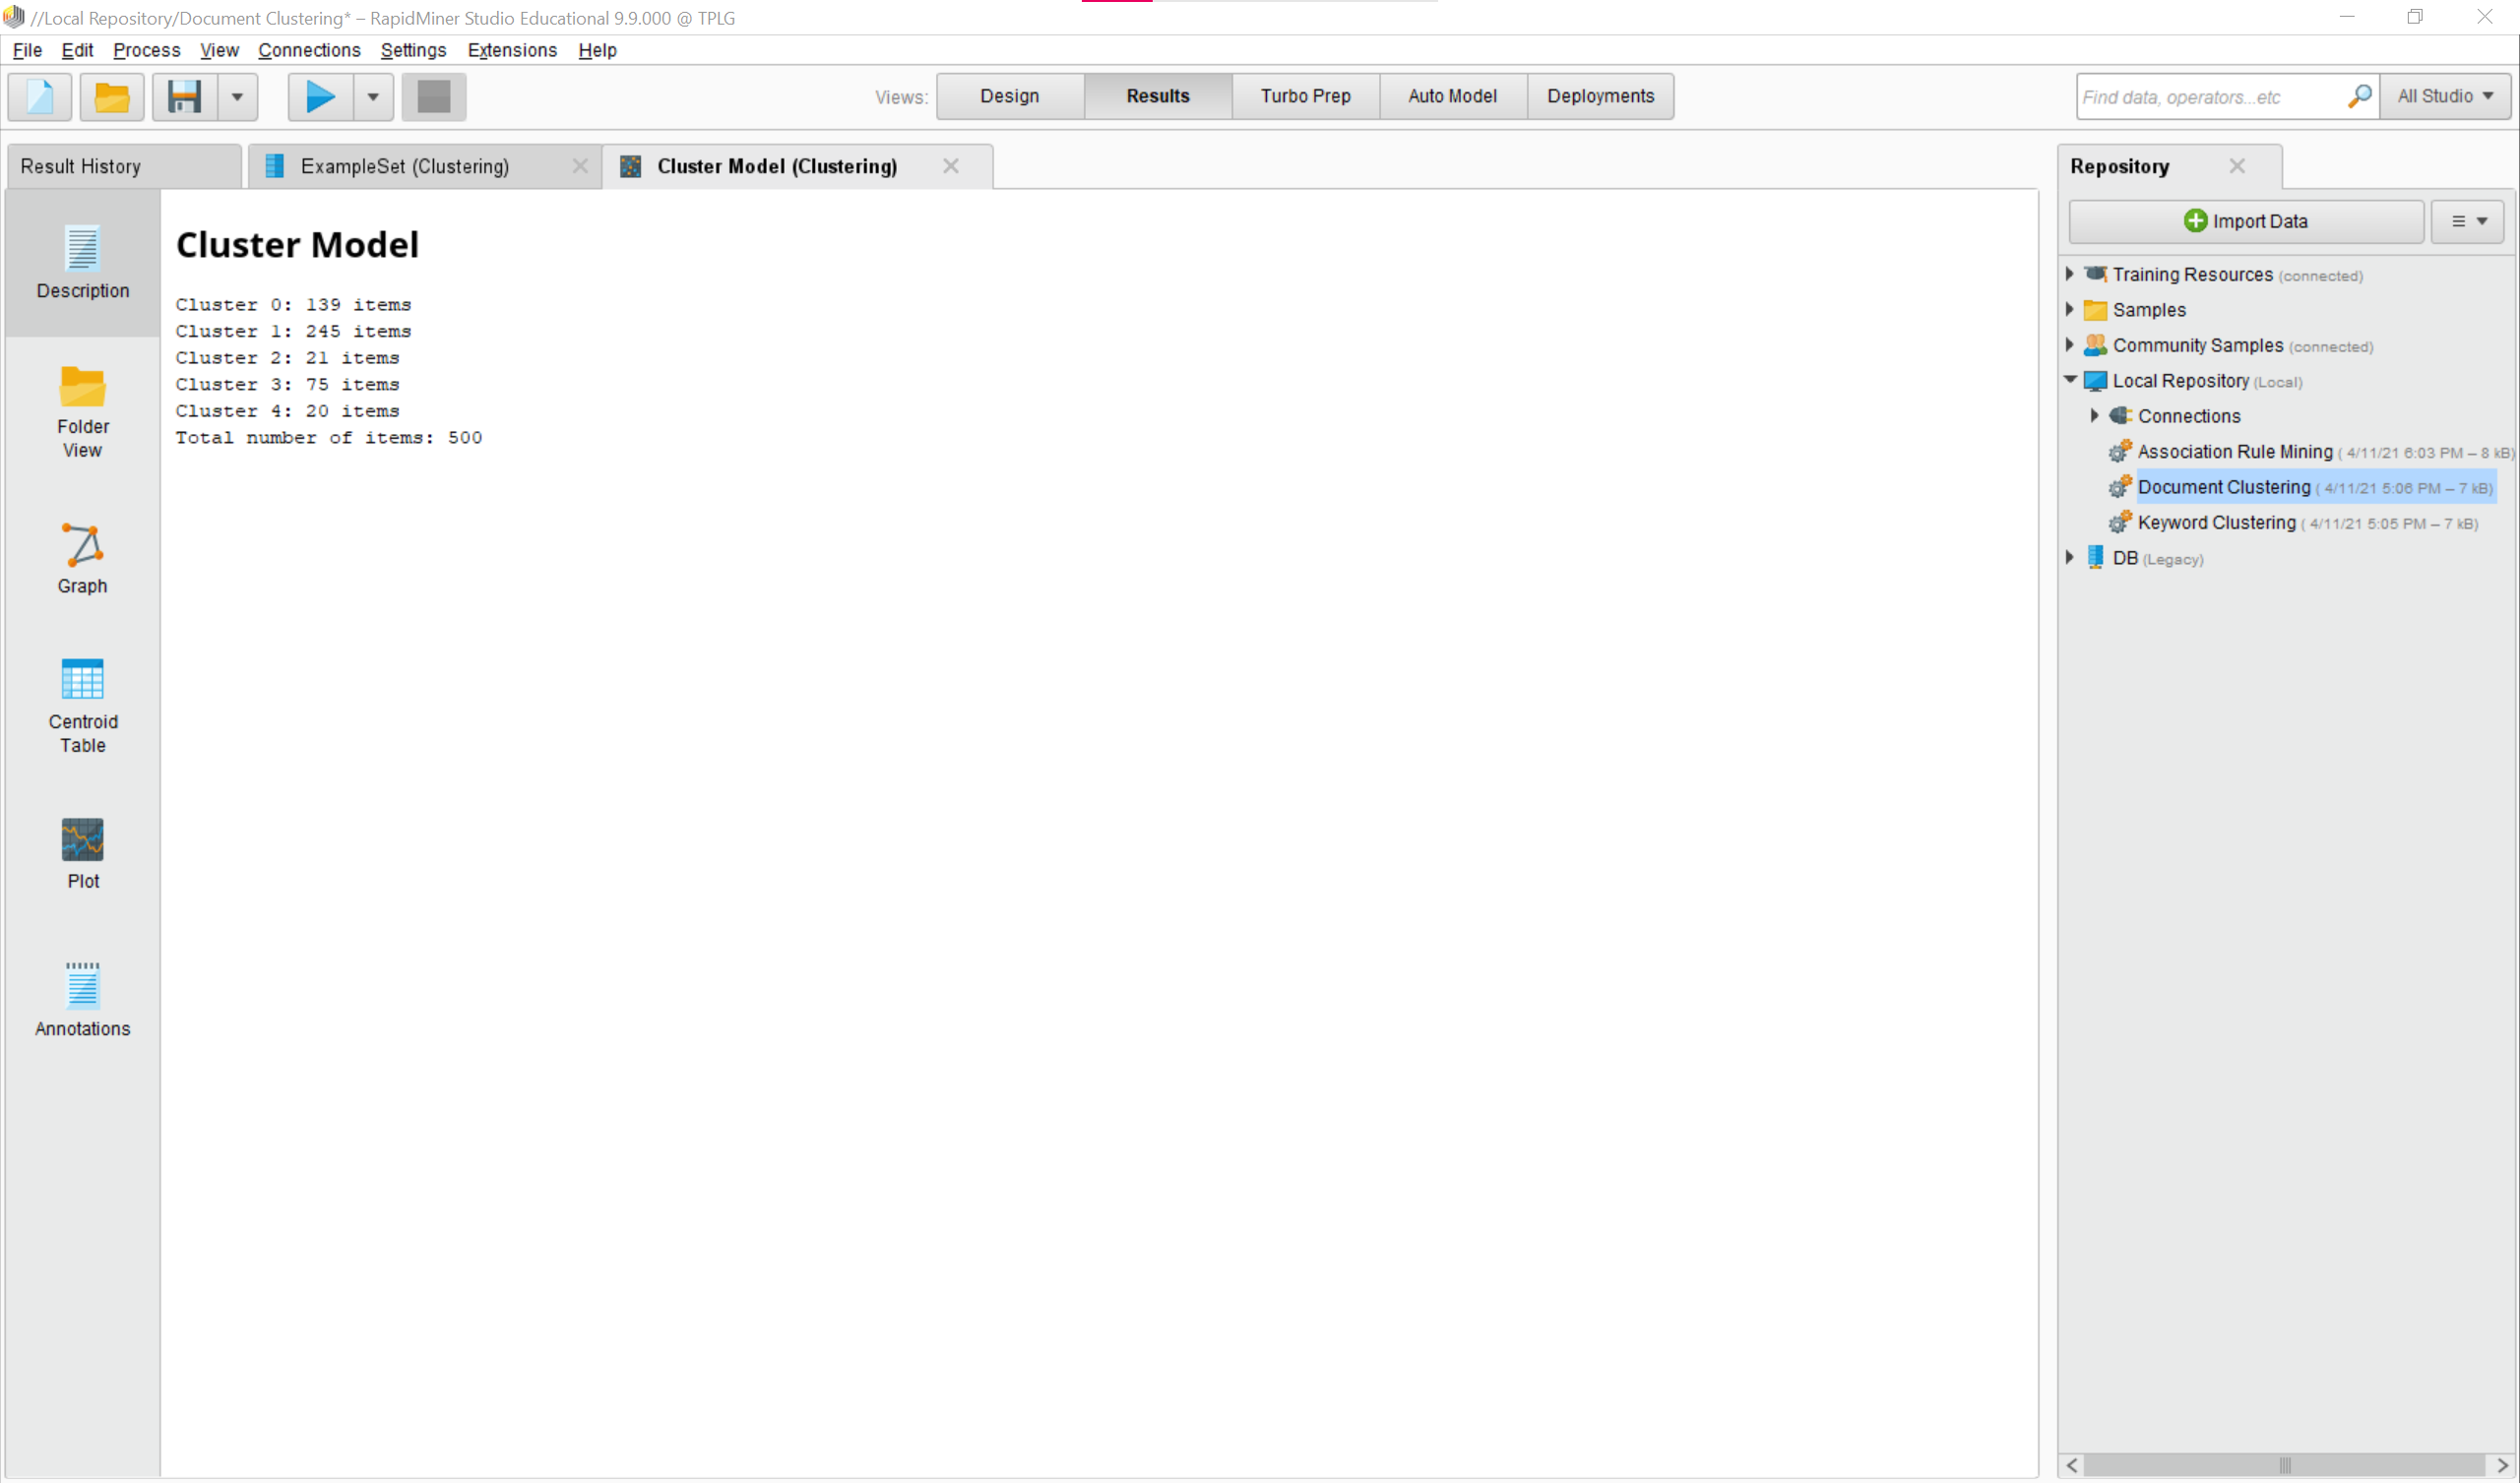 //Local Repository/Document Clustering* – RapidMiner Studio Educational 9.9.000 @ TPLG
File Edit Process View Connections Settings Extensions Help
Views: Design Results Turbo Prep Auto Model Deployments
Find data, operators...etc
All Studio
Result History
ExampleSet (Clustering)
Cluster Model (Clustering)
Description
Folder
View
Graph
Centroid
Table
Plot
Annotations
Cluster Model
Cluster 0: 139 items
Cluster 1: 245 items
Cluster 2: 21 items
Cluster 3: 75 items
Cluster 4: 20 items
Total number of items: 500
Repository
Import Data
Training Resources (connected)
Samples
Community Samples (connected)
Local Repository (Local)
Connections
Association Rule Mining ( 4/11/21 6:03 PM – 8 kB)
Document Clustering ( 4/11/21 5:06 PM – 7 kB)
Keyword Clustering ( 4/11/21 5:05 PM – 7 kB)
DB (Legacy)